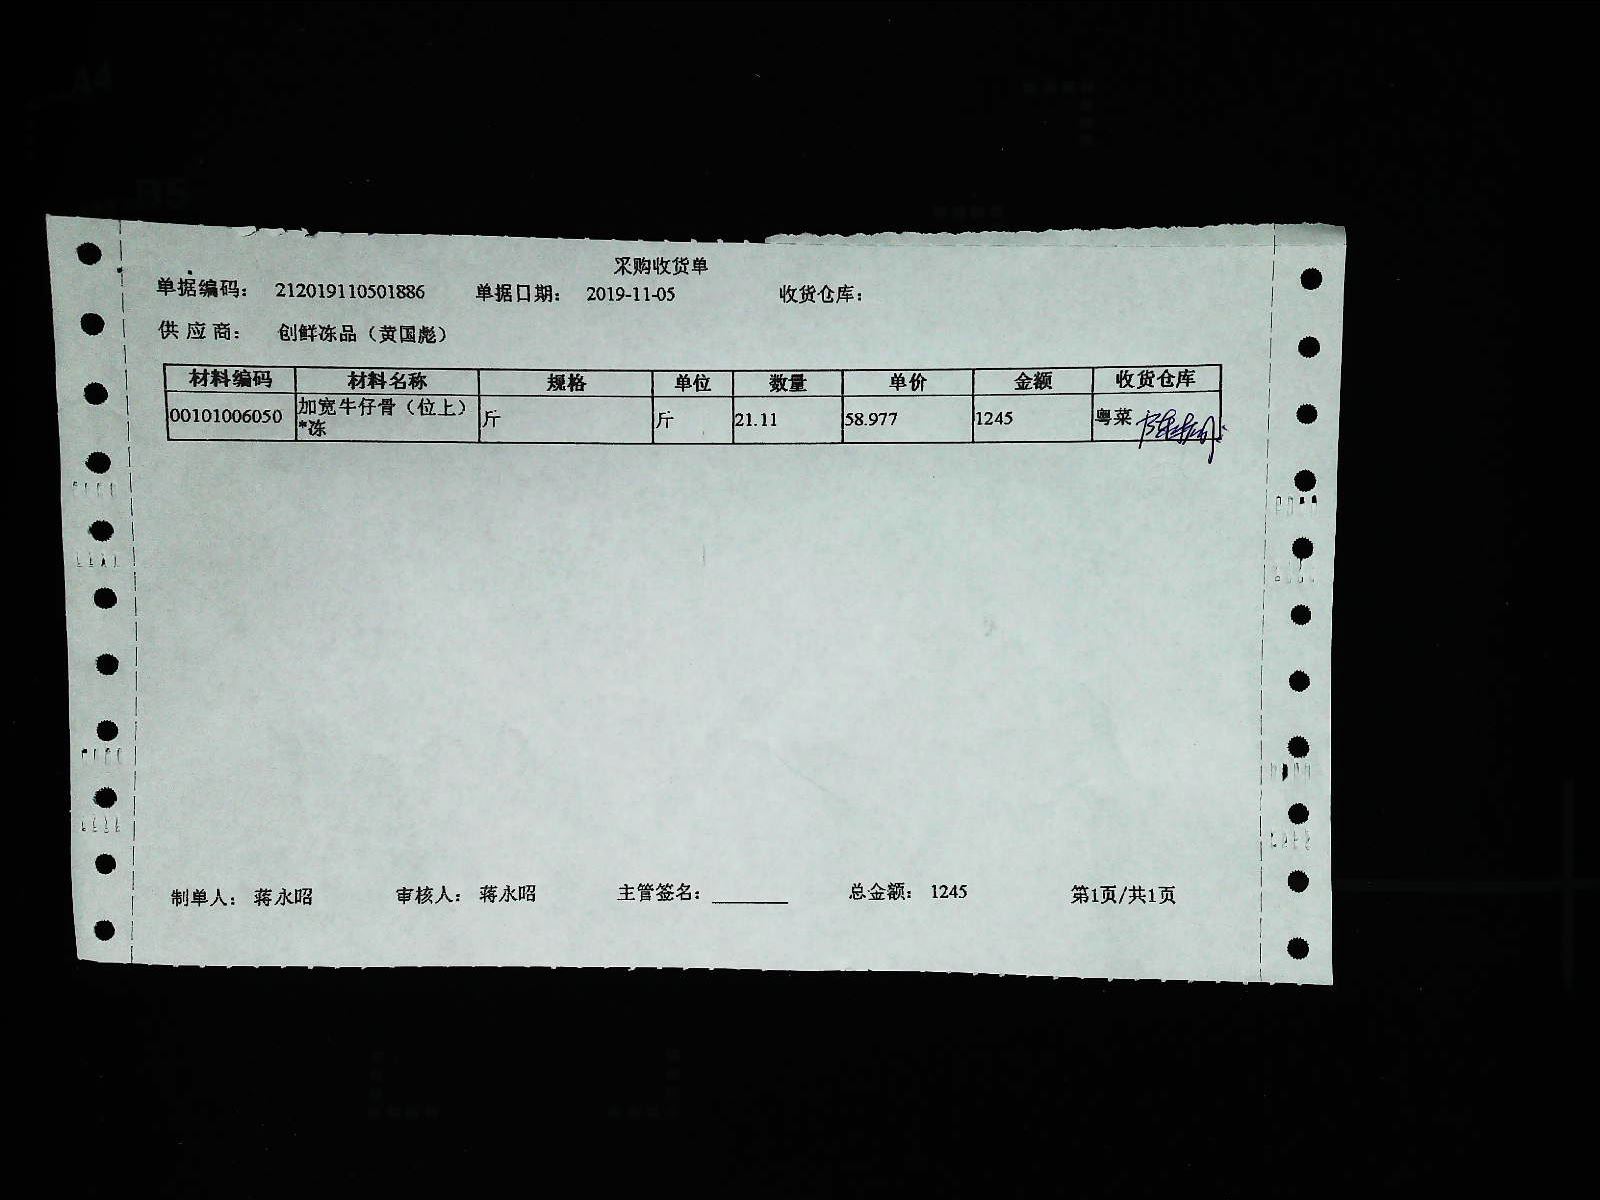 采购收货单
单据编码： 212019110501886 单据日期： 2019-11-05 收货仓库：
供应商： 创鲜冻品（黄国彪）
材料编码 材料名称 规格 单位 数量 单价 金额 收货仓库
00101006050 加宽牛仔骨（位上）*冻 斤 斤 21.11 58.977 1245 粤菜
制单人： 蒋永昭 审核人： 蒋永昭 主管签名： 总金额： 1245 第1页/共1页